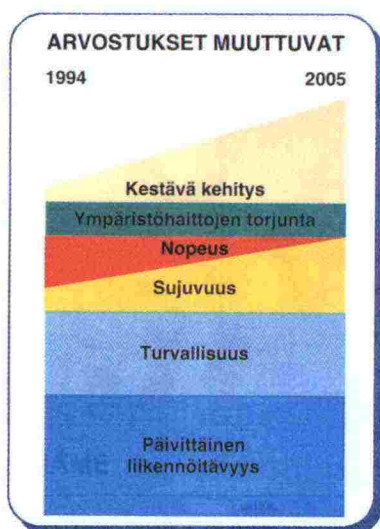 ARVOSTUKSET MUUTTUVAT
1994 2005
Kestävä kehitys
Ympäristöhaittojen torjunta
Nopeus
Sujuvuus
Turvallisuus
Päivittäinen
liikennöitävyys